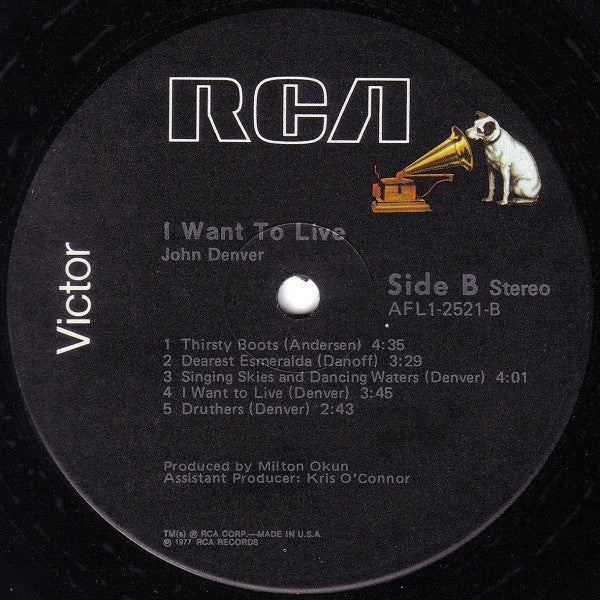 RCA
Victor
I Want To Live
John Denver
Side B Stereo
AFL1-2521-B
1 Thirsty Boots (Andersen) 4:35
2 Dearest Esmeralda (Danoff) 3:29
3 Singing Skies and Dancing Waters (Denver) 4:01
4 I Want to Live (Denver) 3:45
5 Druthers (Denver) 2:43
Produced by Milton Okun
Assistant Producer: Kris O'Connor
TM(s) ® RCA CORP.—MADE IN U.S.A.
℗ 1977 RCA RECORDS